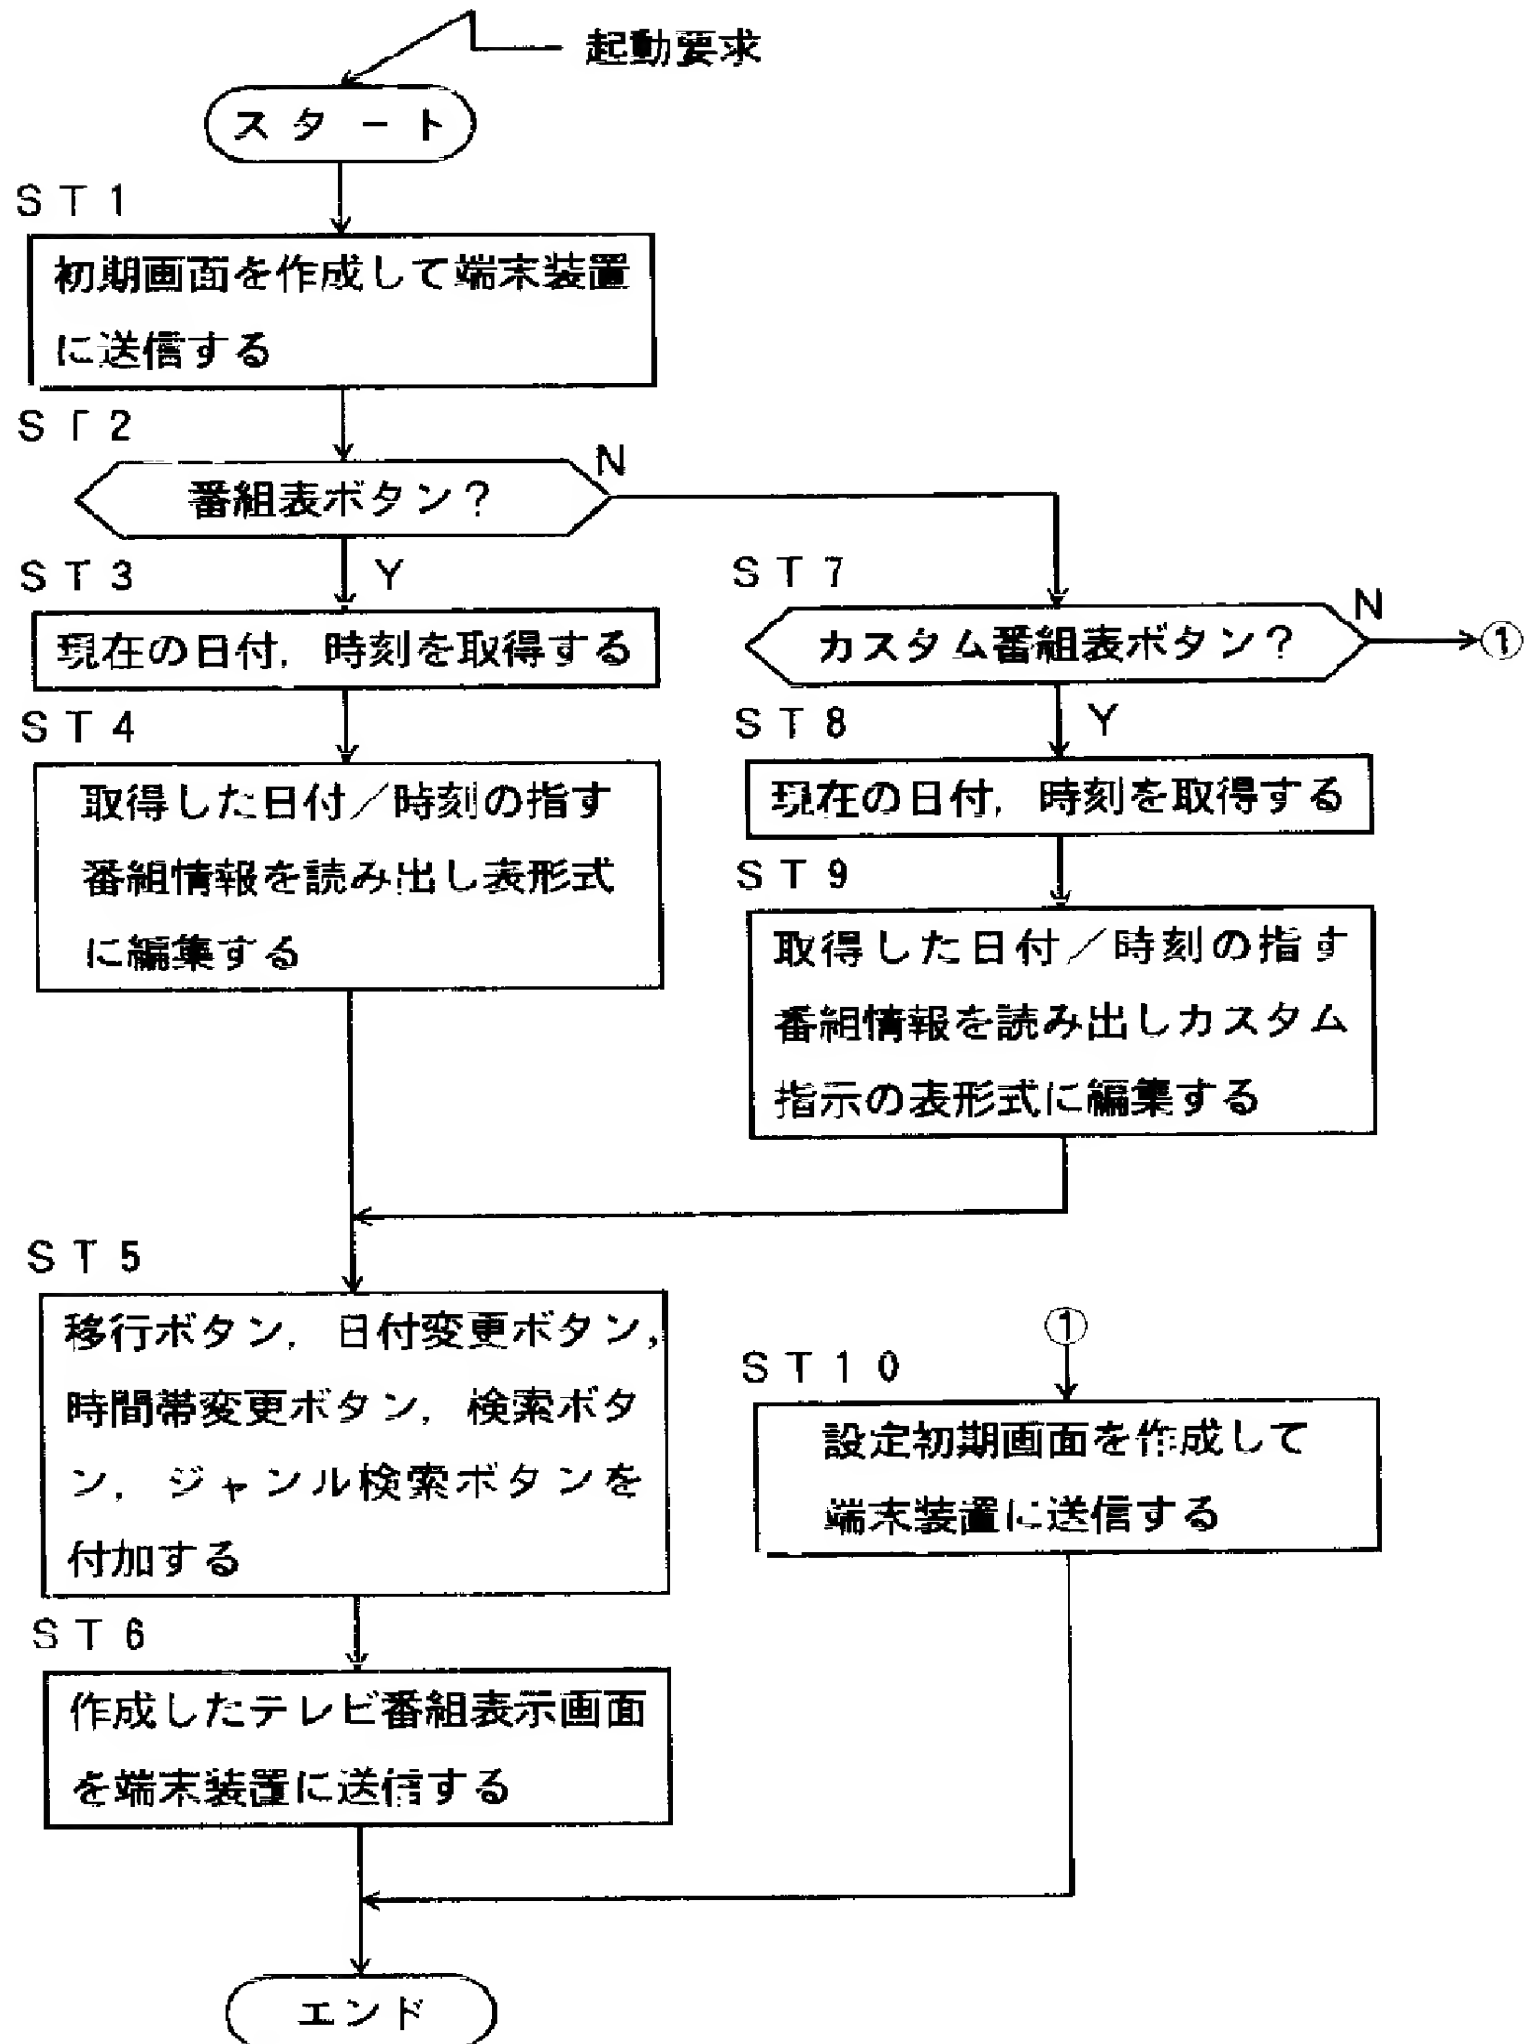 起動要求
スタート
ST1
初期画面を作成して端末装置
に送信する
ST2
番組表ボタン？
N
Y
ST3
現在の日付，時刻を取得する
ST4
取得した日付／時刻の指す
番組情報を読み出し表形式
に編集する
ST7
カスタム番組表ボタン？
N
①
Y
ST8
現在の日付，時刻を取得する
ST9
取得した日付／時刻の指す
番組情報を読み出しカスタム
指示の表形式に編集する
ST5
移行ボタン，日付変更ボタン，
時間帯変更ボタン，検索ボタ
ン，ジャンル検索ボタンを
付加する
ST6
作成したテレビ番組表示画面
を端末装置に送信する
①
ST10
設定初期画面を作成して
端末装置に送信する
エンド